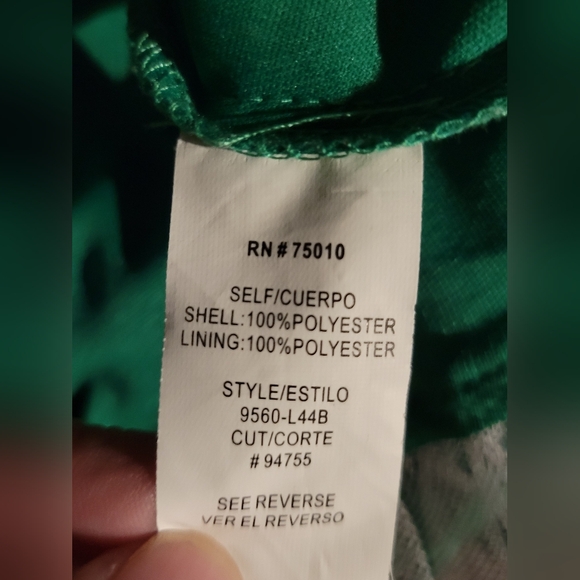 RN # 75010
SELF/CUERPO
SHELL:100%POLYESTER
LINING:100%POLYESTER
STYLE/ESTILO
9560-L44B
CUT/CORTE
# 94755
SEE REVERSE
VER EL REVERSO